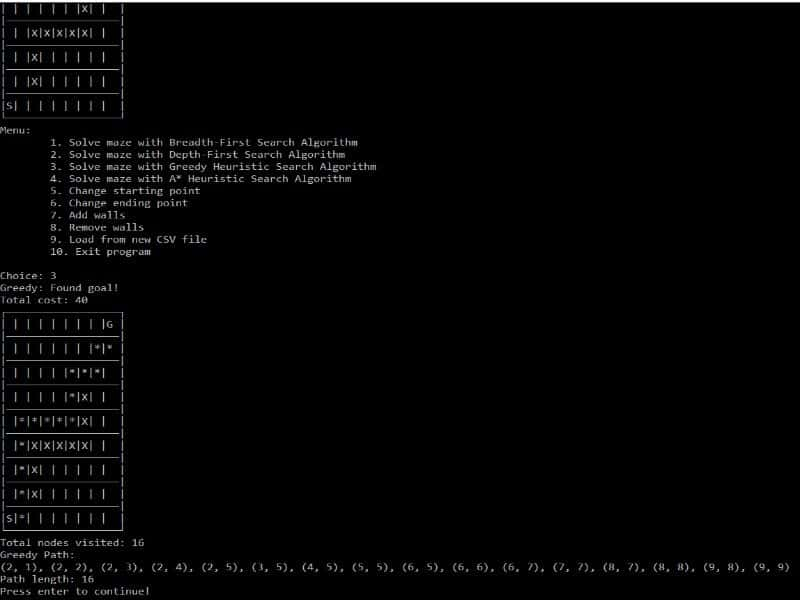 | | | | | | |X| | |
| | |X|X|X|X|X| | |
| | |X| | | | | | |
| | |X| | | | | | |
|S| | | | | | | | |
Menu:
1. Solve maze with Breadth-First Search Algorithm
2. Solve maze with Depth-First Search Algorithm
3. Solve maze with Greedy Heuristic Search Algorithm
4. Solve maze with A* Heuristic Search Algorithm
5. Change starting point
6. Change ending point
7. Add walls
8. Remove walls
9. Load from new CSV file
10. Exit program
Choice: 3
Greedy: Found goal!
Total cost: 40
| | | | | | | | |G |
| | | | | | | |*|* |
| | | | | |*|*|*| |
| | | | | |*|X| | |
| |*|*|*|*|*|X| | |
| |*|X|X|X|X|X| | |
| |*|X| | | | | | |
| |*|X| | | | | | |
|S|*| | | | | | | |
Total nodes visited: 16
Greedy Path:
(2, 1), (2, 2), (2, 3), (2, 4), (2, 5), (3, 5), (4, 5), (5, 5), (6, 5), (6, 6), (6, 7), (7, 7), (8, 7), (8, 8), (9, 8), (9, 9)
Path length: 16
Press enter to continue!